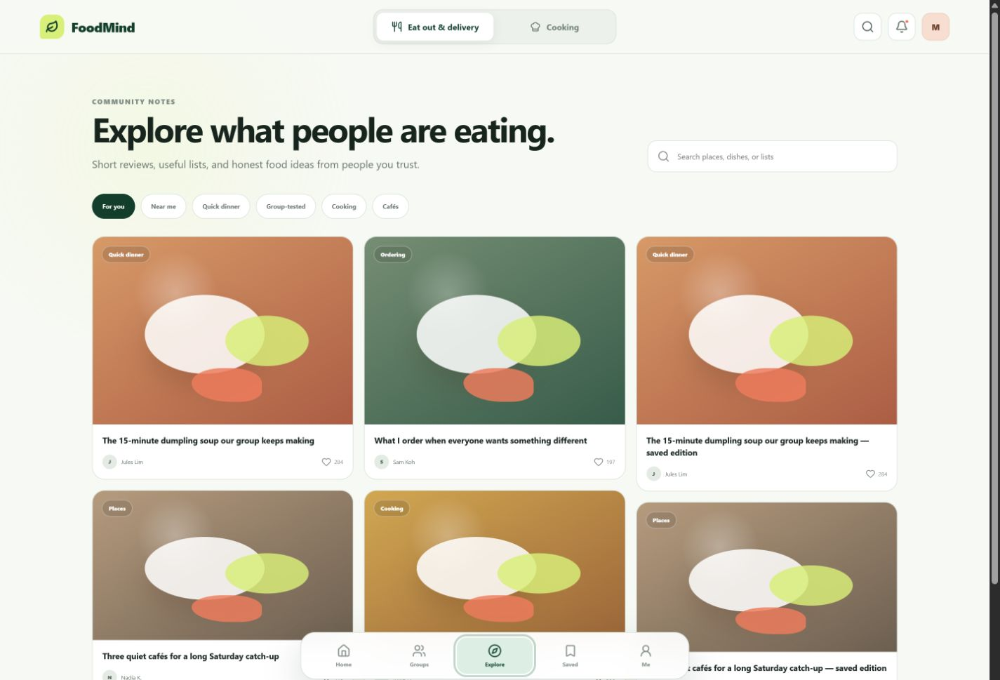 FoodMind
Eat out & delivery
Cooking
M
COMMUNITY NOTES
Explore what people are eating.
Short reviews, useful lists, and honest food ideas from people you trust.
Search places, dishes, or lists
For you
Near me
Quick dinner
Group-tested
Cooking
Cafés
Quick dinner
The 15-minute dumpling soup our group keeps making
J
Jules Lim
284
Ordering
What I order when everyone wants something different
S
Sam Koh
197
Quick dinner
The 15-minute dumpling soup our group keeps making —
saved edition
J
Jules Lim
284
Places
Three quiet cafés for a long Saturday catch-up
N
Nadia K.
Cooking
Places
cafés for a long Saturday catch-up — saved edition
Home
Groups
Explore
Saved
Me